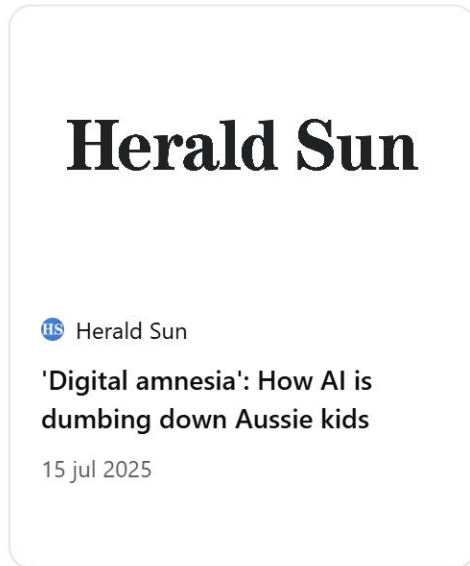 Herald Sun
HS Herald Sun
'Digital amnesia': How AI is
dumbing down Aussie kids
15 jul 2025